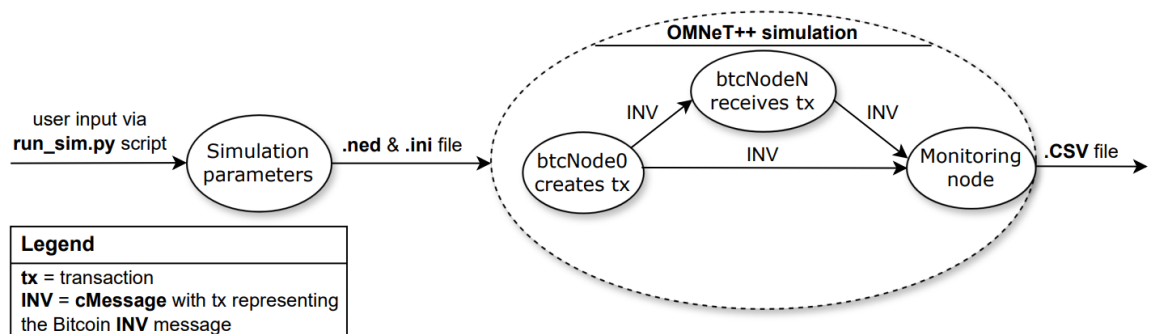 OMNeT++ simulation
user input via
run_sim.py script
Simulation
parameters
.ned & .ini file
btcNode0
creates tx
INV
btcNodeN
receives tx
INV
INV
Monitoring
node
.CSV file
Legend
tx = transaction
INV = cMessage with tx representing
the Bitcoin INV message